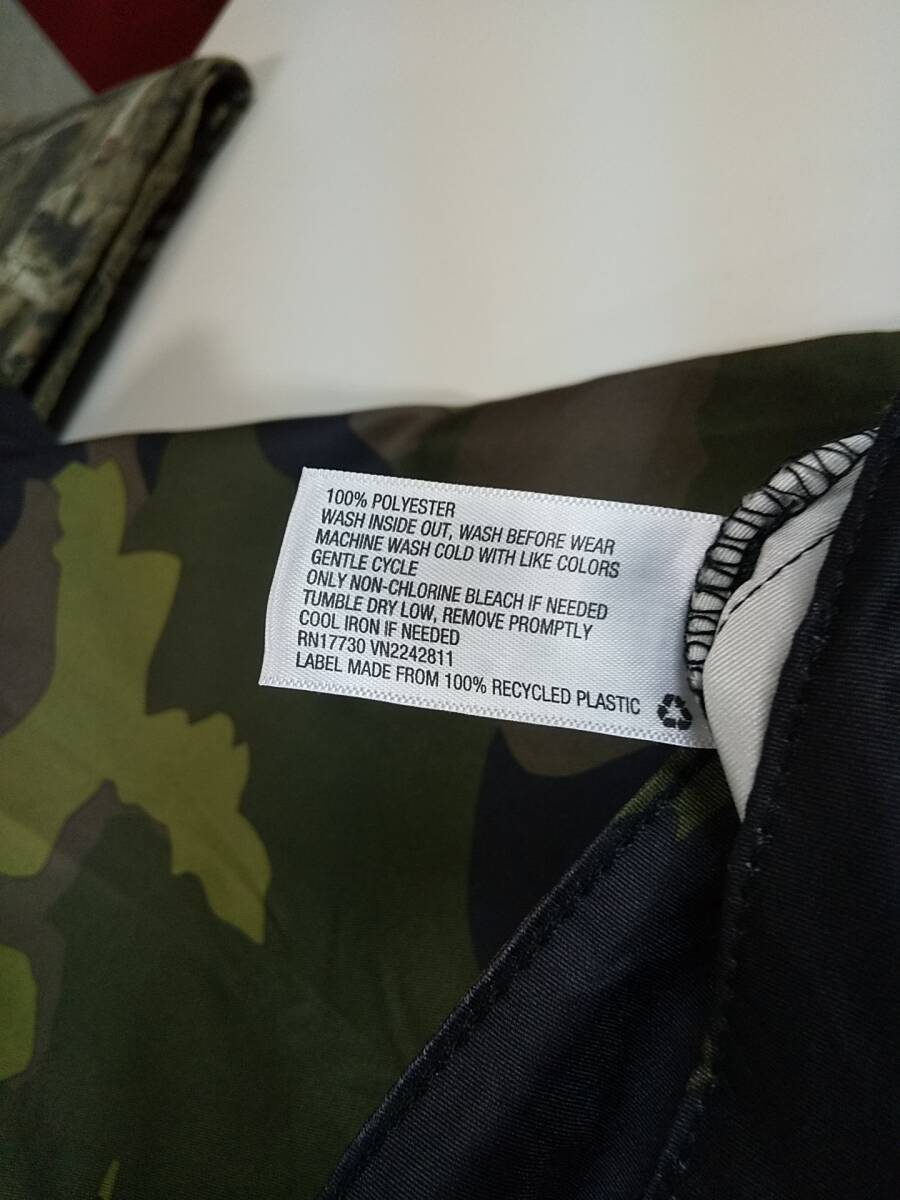 100% POLYESTER
WASH INSIDE OUT, WASH BEFORE WEAR
MACHINE WASH COLD WITH LIKE COLORS
GENTLE CYCLE
ONLY NON-CHLORINE BLEACH IF NEEDED
TUMBLE DRY LOW, REMOVE PROMPTLY
COOL IRON IF NEEDED
RN17730 VN2242811
LABEL MADE FROM 100% RECYCLED PLASTIC